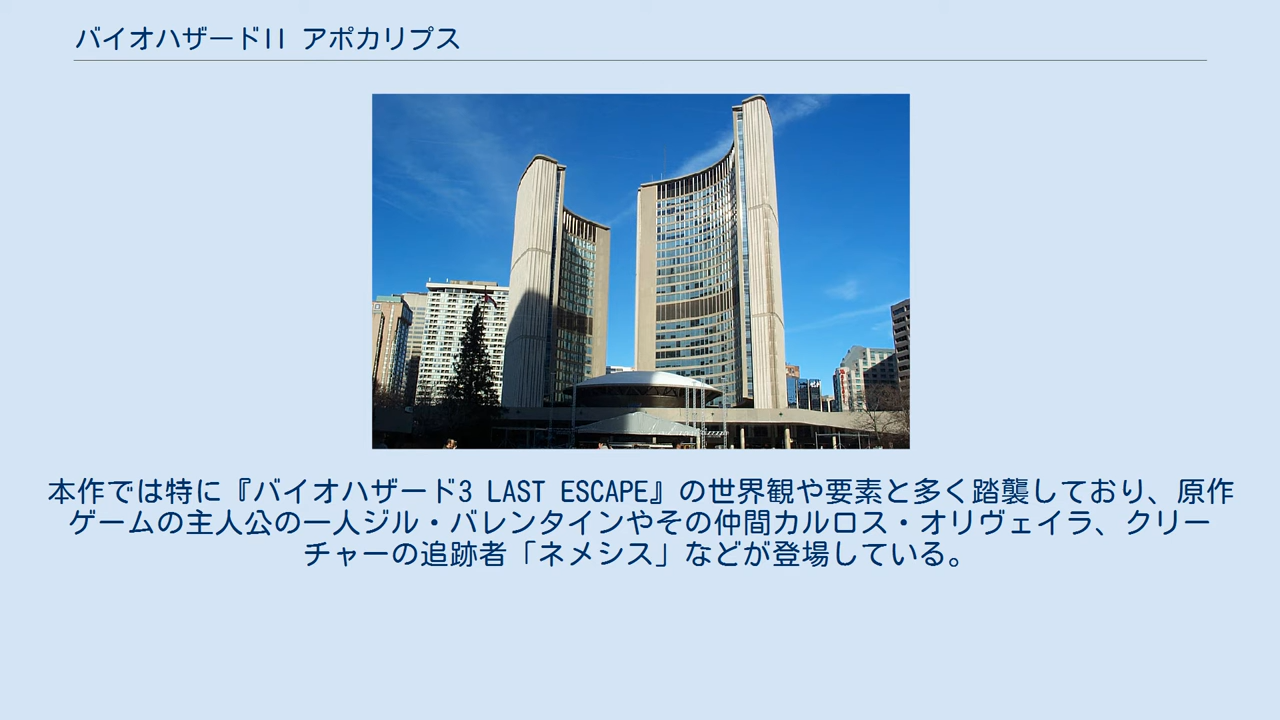 バイオハザードII アポカリプス
本作では特に『バイオハザード3 LAST ESCAPE』の世界観や要素と多く踏襲しており、原作
ゲームの主人公の一人ジル・バレンタインやその仲間カルロス・オリヴェイラ、クリー
チャーの追跡者「ネメシス」などが登場している。